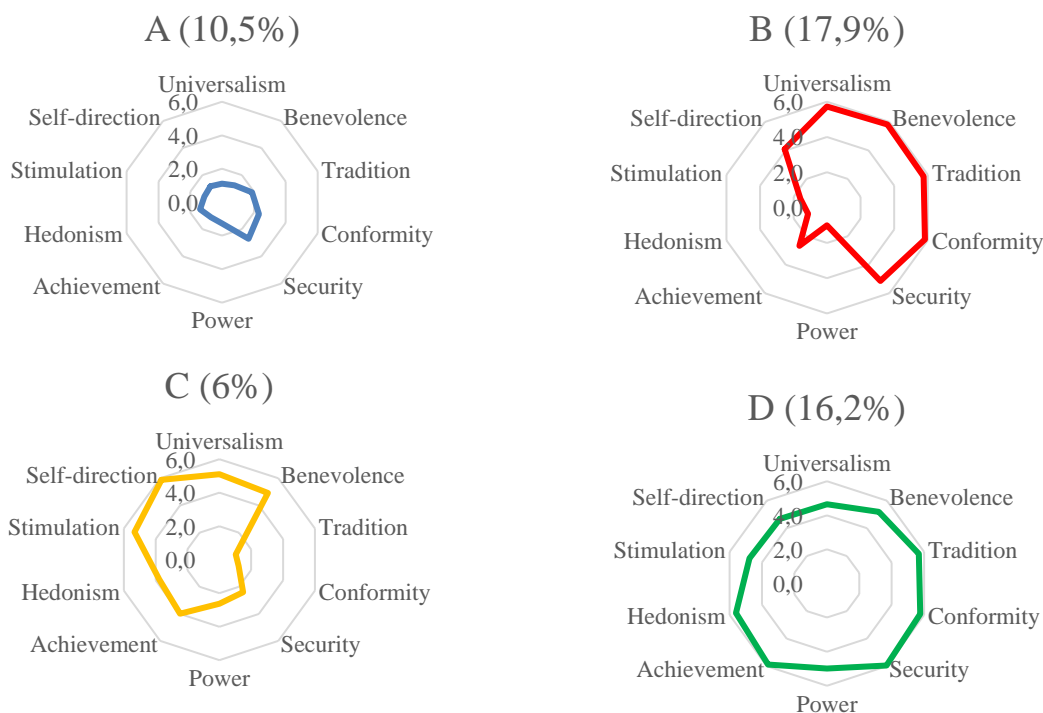 A (10,5%)
Universalism
6,0
Self-direction
Benevolence
4,0
Stimulation
2,0
Tradition
0,0
Hedonism
Conformity
Achievement
Security
Power
B (17,9%)
Universalism
6,0
Self-direction
Benevolence
4,0
Stimulation
2,0
Tradition
0,0
Hedonism
Conformity
Achievement
Security
Power
C (6%)
Universalism
6,0
Self-direction
Benevolence
4,0
Stimulation
2,0
Tradition
0,0
Hedonism
Conformity
Achievement
Security
Power
D (16,2%)
Universalism
6,0
Self-direction
Benevolence
4,0
Stimulation
2,0
Tradition
0,0
Hedonism
Conformity
Achievement
Security
Power